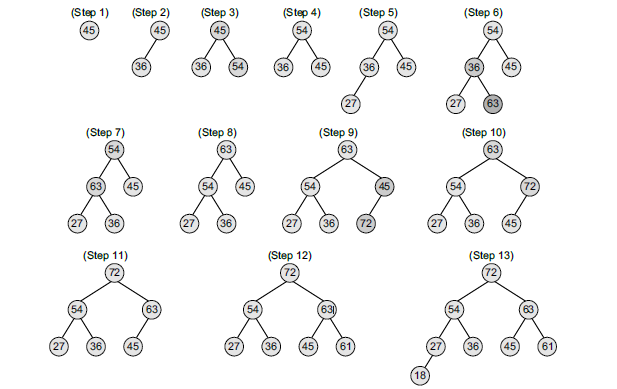 (Step 1) (Step 2) (Step 3) (Step 4) (Step 5) (Step 6)
45 45 45 54 54 54
36 36 54 36 45 36 45 36 45
27 27 63
(Step 7) (Step 8) (Step 9) (Step 10)
54 63 63 63
63 45 54 45 54 45 54 72
27 36 27 36 27 36 72 27 36 45
(Step 11) (Step 12) (Step 13)
72 72 72
54 63 54 63 54 63
27 36 45 27 36 45 61 27 36 45 61
18